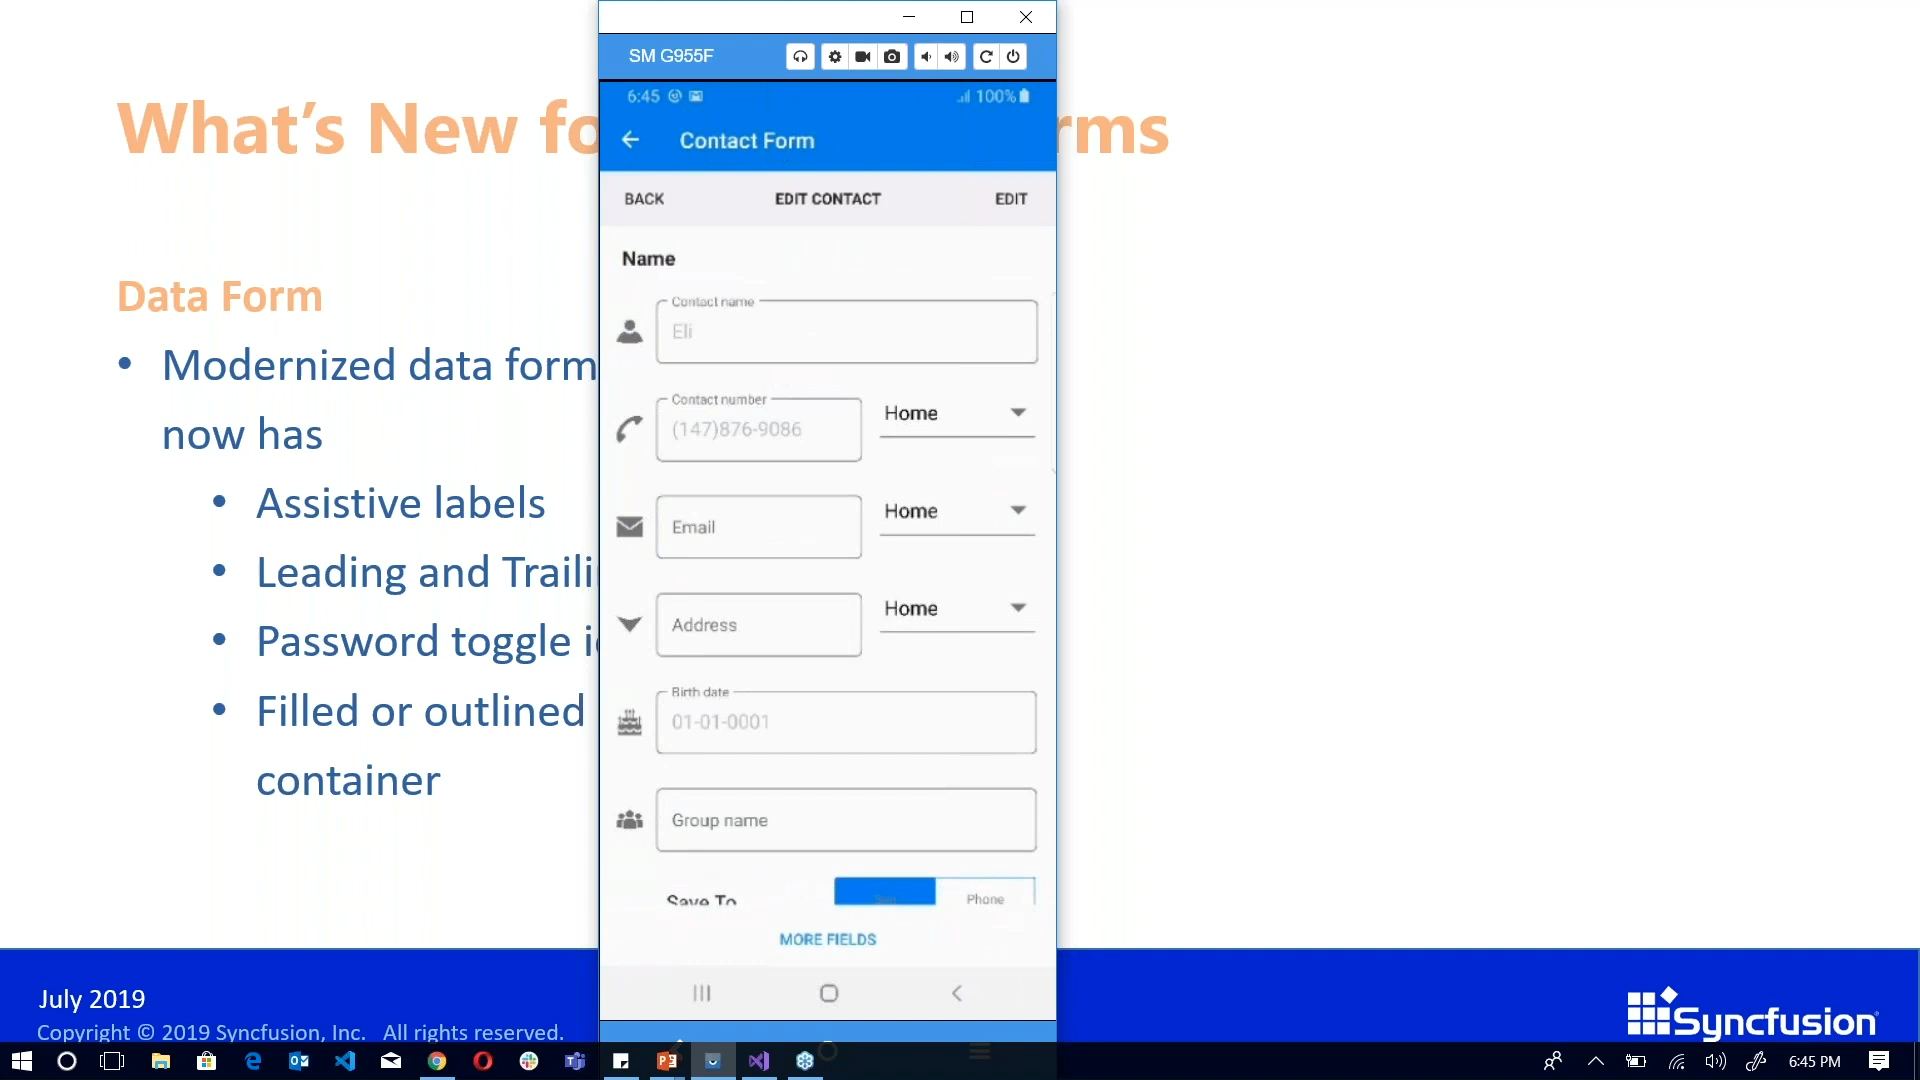 SM G955F
6:45 100%
What's New fo rms
Contact Form
BACK EDIT CONTACT EDIT
Name
Data Form
Contact name
Eli
• Modernized data form
now has
Contact number
(147)876-9086 Home
• Assistive labels
Email Home
• Leading and Traili
Address Home
• Password toggle i
Birth date
01-01-0001
• Filled or outlined
container
Group name
Save To Phone
MORE FIELDS
July 2019
Copyright © 2019 Syncfusion, Inc. All rights reserved.
Syncfusion
6:45 PM